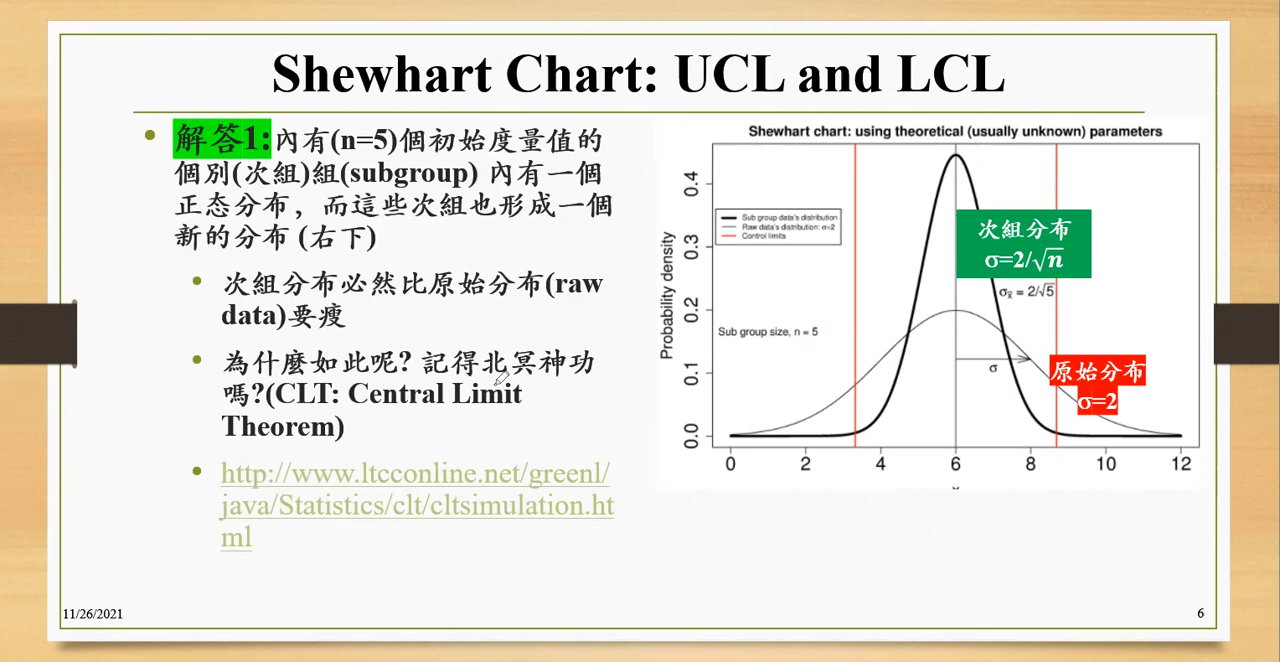 Shewhart Chart: UCL and LCL
解答1:內有(n=5)個初始度量值的
個別(次組)組(subgroup) 內有一個
正态分布，而這些次組也形成一個
新的分布 (右下)
次組分布必然比原始分布(raw
data)要瘦
為什麼如此呢? 記得北冥神功
嗎?(CLT: Central Limit
Theorem)
http://www.ltcconline.net/greenl/
java/Statistics/clt/cltsimulation.ht
ml
Shewhart chart: using theoretical (usually unknown) parameters
Probability density
0.4
0.3
0.2
0.1
0.0
Sub group data's distribution
Raw data's distribution: σ=2
Control limits
次組分布
σ=2/√n
σx̄ = 2/√5
Sub group size, n = 5
σ
原始分布
σ=2
0 2 4 6 8 10 12
11/26/2021
6